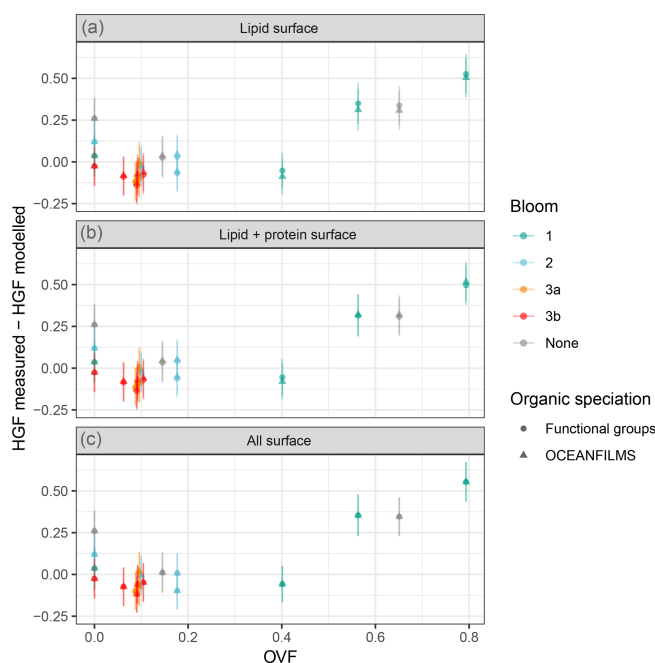 (a) Lipid surface
0.50
0.25
0.00
−0.25
(b) Lipid + protein surface
0.50
0.25
0.00
−0.25
(c) All surface
0.50
0.25
0.00
−0.25
0.0 0.2 0.4 0.6 0.8
OVF
HGF measured − HGF modelled
Bloom
1
2
3a
3b
None
Organic speciation
Functional groups
OCEANFILMS